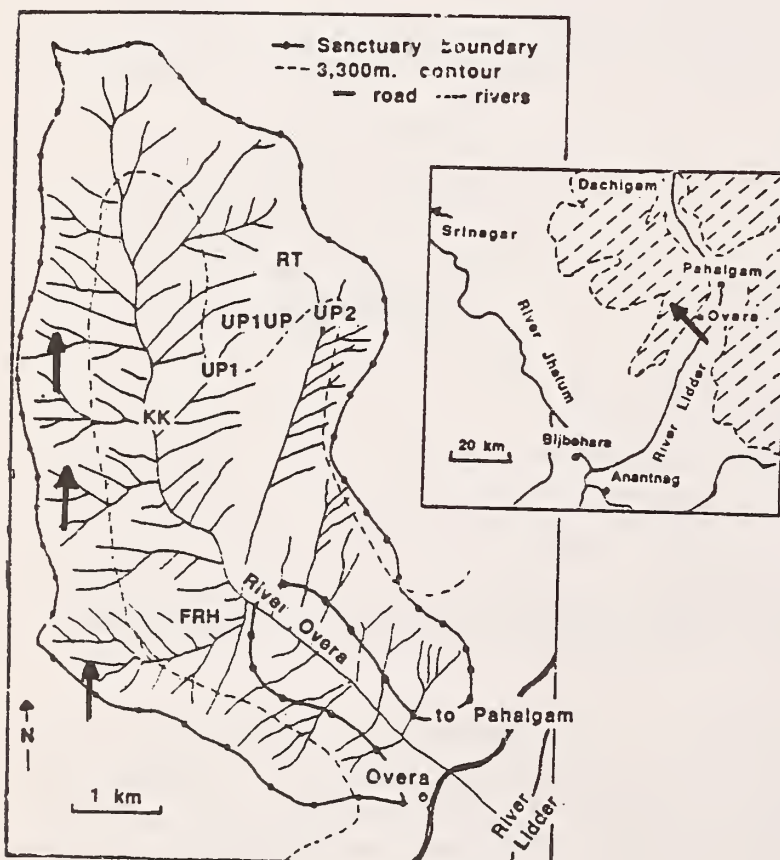 Sanctuary boundary
3,300m. contour
road
rivers
Dachigam
Srinagar
Pahalgam
Overa
River Jhelum
River Lidder
Bijbehara
20 km
Anantnag
RT
UP1UP
UP2
UP1
KK
FRH
River Overa
to Pahalgam
N
1 km
Overa
River
Lidder